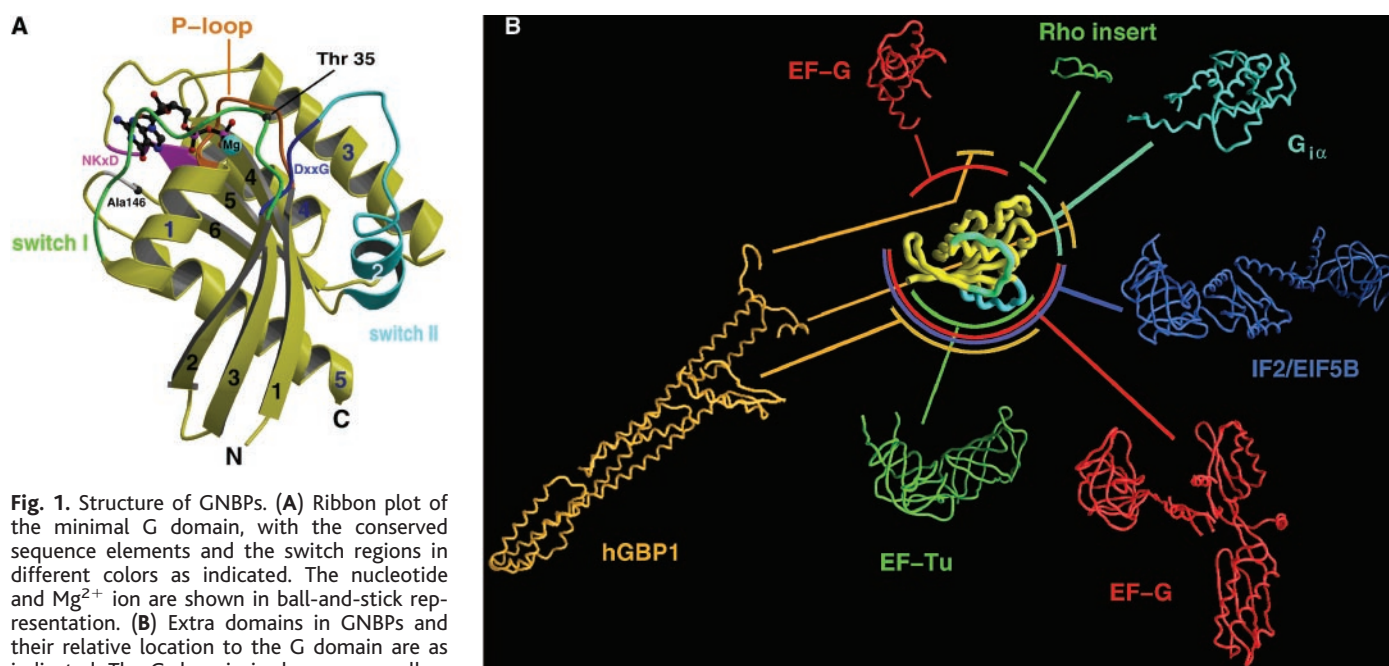 A
P–loop
Thr 35
NKxD
Mg
DxxG
3
4
Ala146
5
4
1
6
switch I
2
switch II
2
3
1
5
C
N
Fig. 1. Structure of GNBPs. (A) Ribbon plot of
the minimal G domain, with the conserved
sequence elements and the switch regions in
different colors as indicated. The nucleotide
and Mg2+ ion are shown in ball-and-stick rep-
resentation. (B) Extra domains in GNBPs and
their relative location to the G domain are as
B
EF–G
Rho insert
Giα
IF2/EIF5B
hGBP1
EF–Tu
EF–G